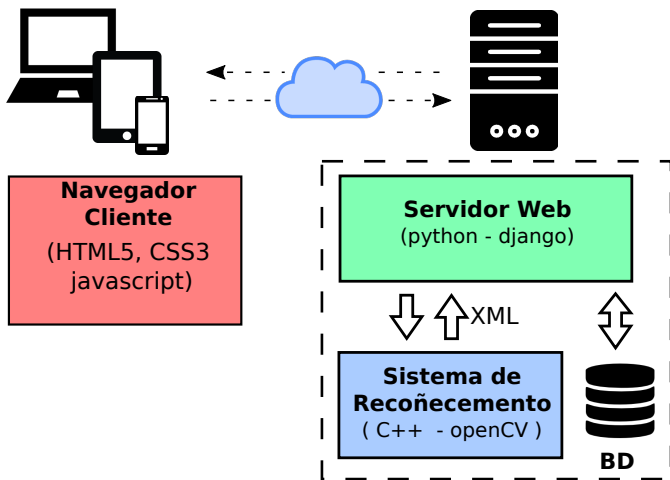 Navegador
Cliente
(HTML5, CSS3
javascript)
Servidor Web
(python - django)
XML
Sistema de
Recoñecemento
( C++ - openCV )
BD